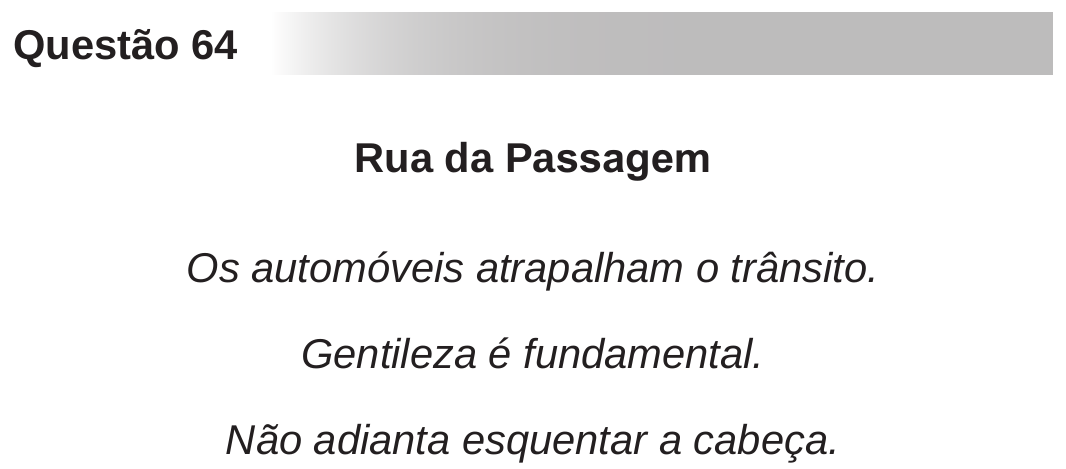 Questão 64
Rua da Passagem
Os automóveis atrapalham o trânsito.
Gentileza é fundamental.
Não adianta esquentar a cabeça.